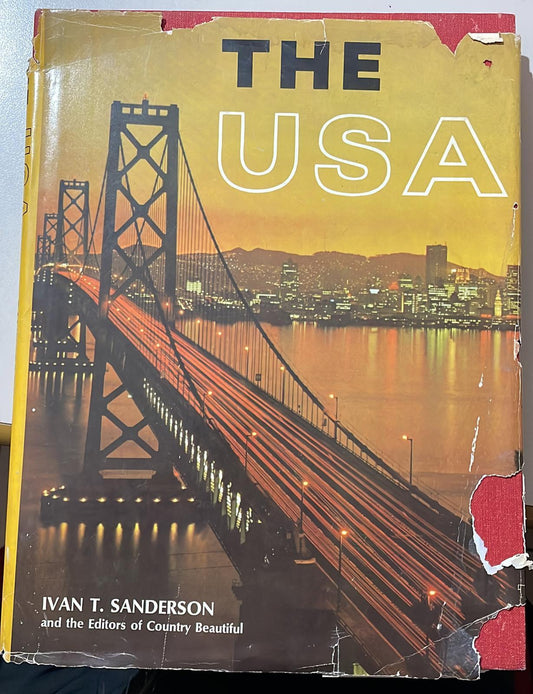 THE
USA
IVAN T. SANDERSON
and the Editors of Country Beautiful